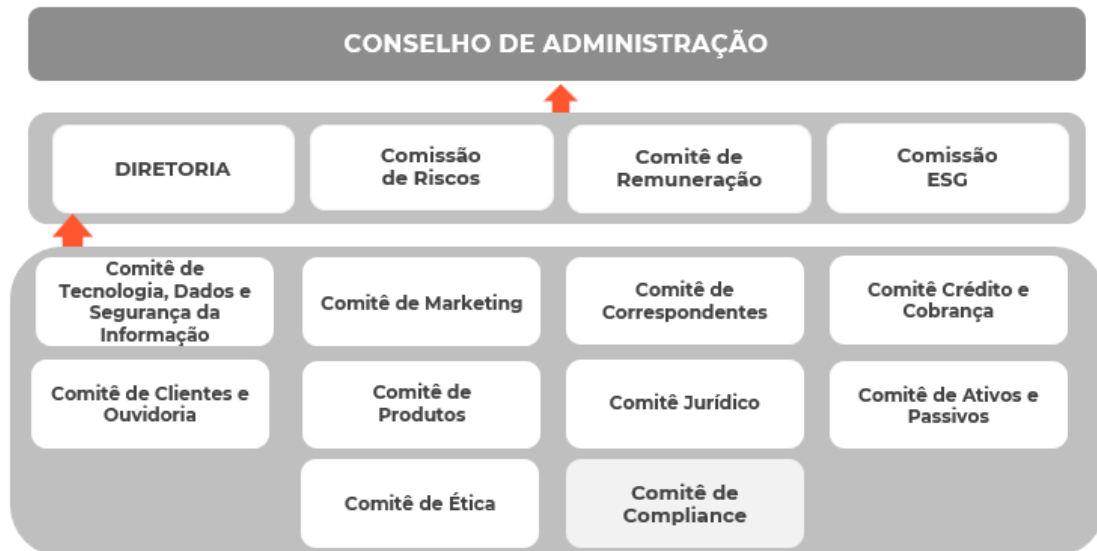 CONSELHO DE ADMINISTRAÇÃO
DIRETORIA
Comissão
de Riscos
Comitê de
Remuneração
Comissão
ESG
Comitê de
Tecnologia, Dados e
Segurança da
Informação
Comitê de Marketing
Comitê de
Correspondentes
Comitê Crédito e
Cobrança
Comitê de Clientes e
Ouvidoria
Comitê de
Produtos
Comitê Jurídico
Comitê de Ativos e
Passivos
Comitê de Ética
Comitê de
Compliance